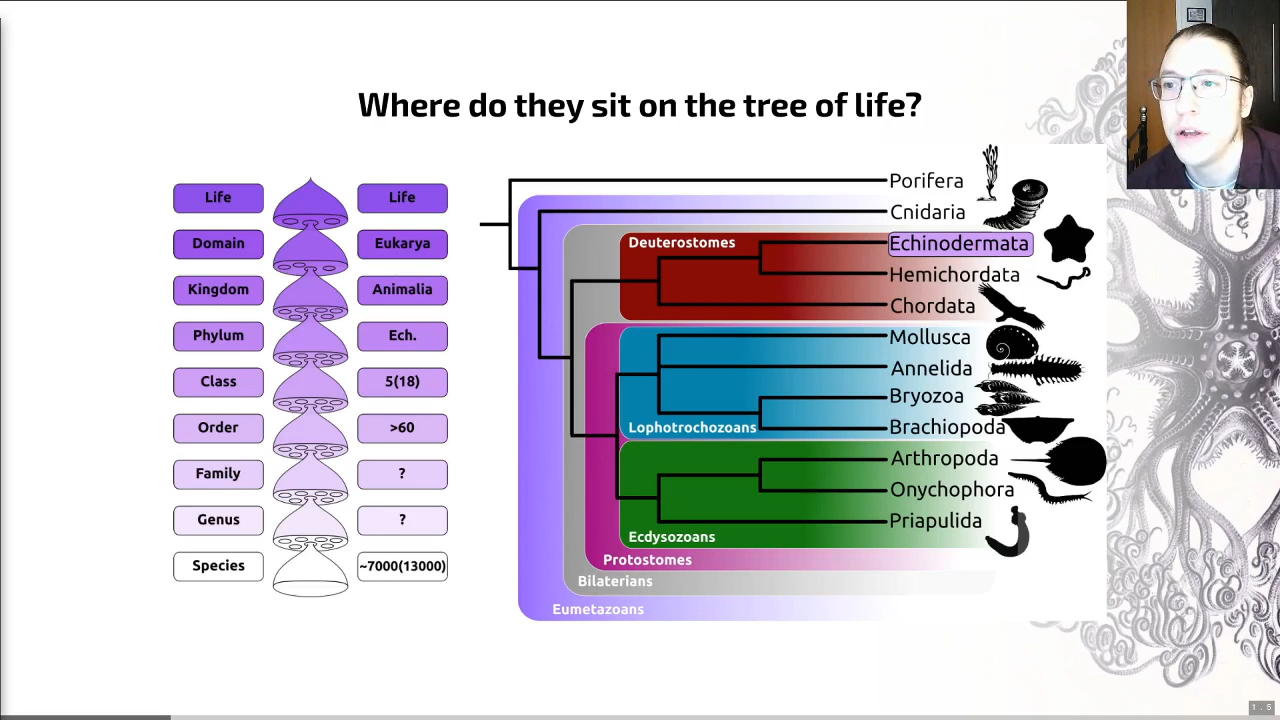 Where do they sit on the tree of life?
Life Life
Domain Eukarya
Kingdom Animalia
Phylum Ech.
Class 5(18)
Order >60
Family ?
Genus ?
Species ~7000(13000)
Porifera
Cnidaria
Deuterostomes
Echinodermata
Hemichordata
Chordata
Mollusca
Annelida
Bryozoa
Lophotrochozoans
Brachiopoda
Arthropoda
Onychophora
Priapulida
Ecdysozoans
Protostomes
Bilaterians
Eumetazoans
1 . 5